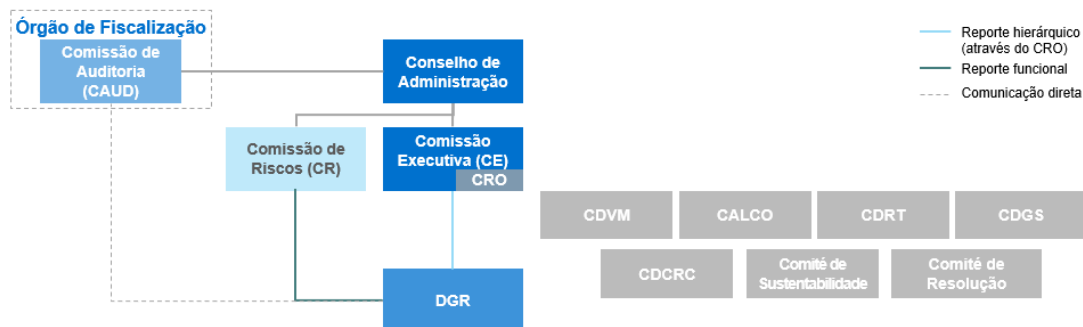 Órgão de Fiscalização
Comissão de
Auditoria
(CAUD)
Conselho de
Administração
Comissão de
Riscos (CR)
Comissão
Executiva (CE)
CRO
DGR
Reporte hierárquico
(através do CRO)
Reporte funcional
Comunicação direta
CDVM
CALCO
CDRT
CDGS
CDCRC
Comité de
Sustentabilidade
Comité de
Resolução